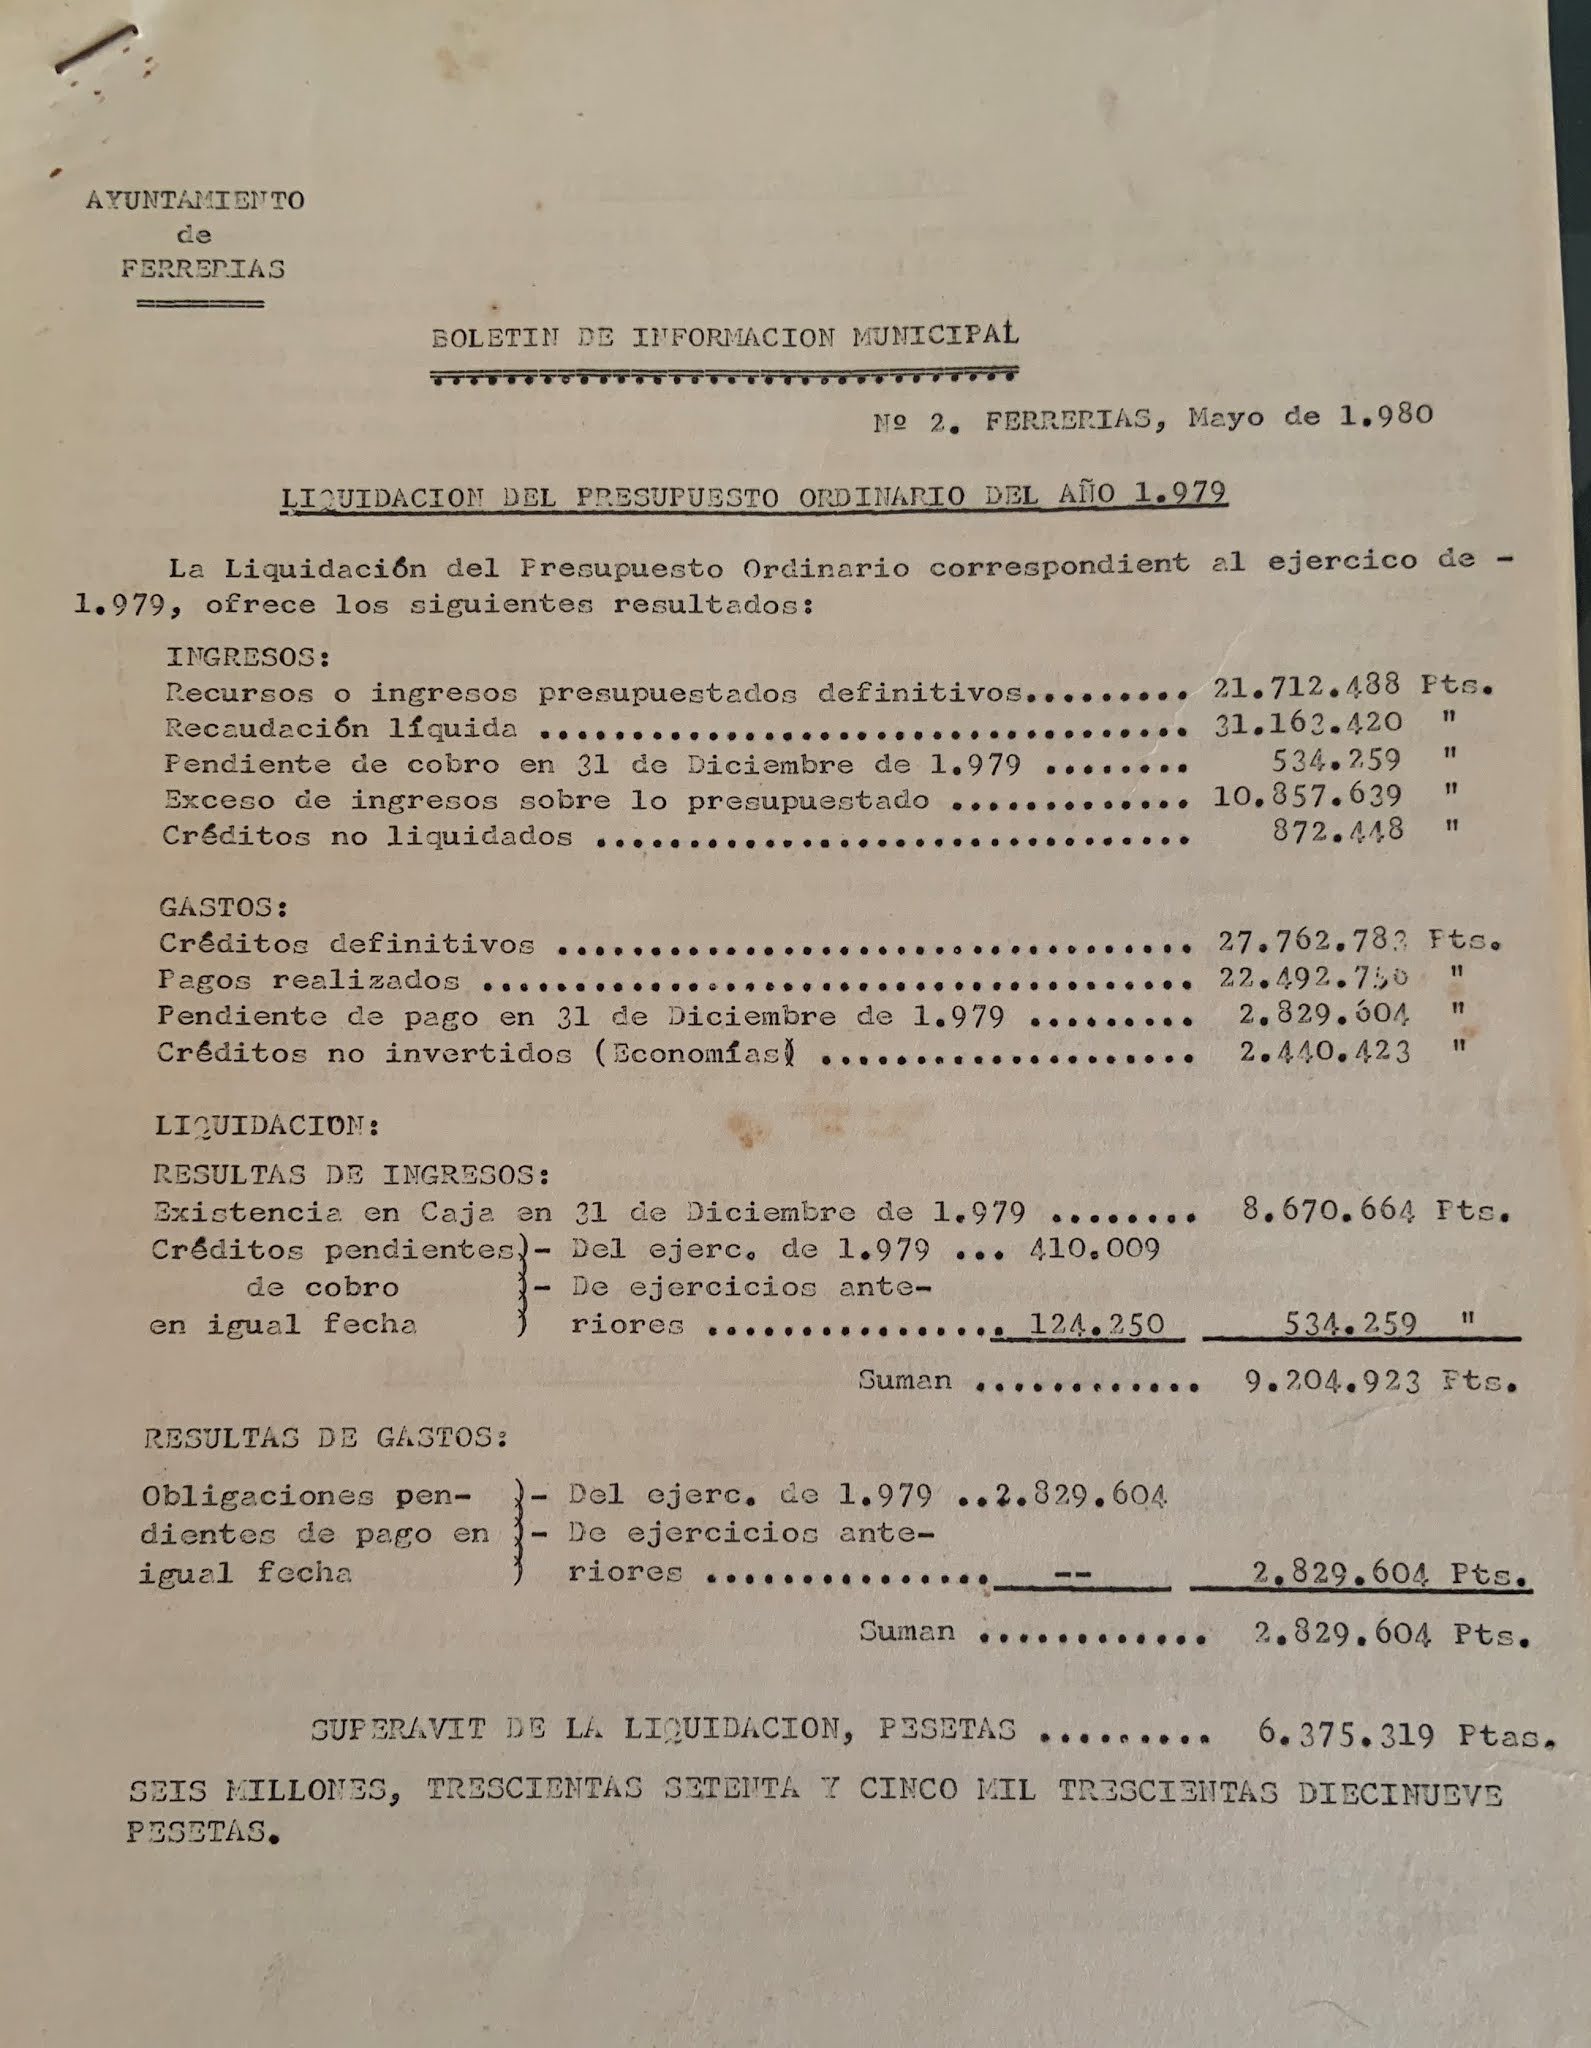 AYUNTAMIENTO
de
FERRERIAS
BOLETIN DE INFORMACION MUNICIPAL
Nº 2. FERRERIAS, Mayo de 1.980
LIQUIDACION DEL PRESUPUESTO ORDINARIO DEL AÑO 1.979
La Liquidación del Presupuesto Ordinario correspondient al ejercico de -
1.979, ofrece los siguientes resultados:
INGRESOS:
Recursos o ingresos presupuestados definitivos......... 21.712.488 Pts.
Recaudación líquida ................................... 31.163.420 "
Pendiente de cobro en 31 de Diciembre de 1.979 ........ 534.259 "
Exceso de ingresos sobre lo presupuestado ............. 10.857.639 "
Créditos no liquidados ................................ 872.448 "
GASTOS:
Créditos definitivos .................................. 27.762.783 Pts.
Pagos realizados ...................................... 22.492.756 "
Pendiente de pago en 31 de Diciembre de 1.979 ......... 2.829.604 "
Créditos no invertidos (Economías) .................... 2.440.423 "
LIQUIDACION:
RESULTAS DE INGRESOS:
Existencia en Caja en 31 de Diciembre de 1.979 ........ 8.670.664 Pts.
Créditos pendientes)- Del ejerc. de 1.979 ... 410.009
de cobro )- De ejercicios ante-
en igual fecha ) riores ................ 124.250 534.259 "
Suman ............ 9.204.923 Pts.
RESULTAS DE GASTOS:
Obligaciones pen- )- Del ejerc. de 1.979 ..2.829.604
dientes de pago en )- De ejercicios ante-
igual fecha ) riores ............... -- 2.829.604 Pts.
Suman ............ 2.829.604 Pts.
SUPERAVIT DE LA LIQUIDACION, PESETAS ......... 6.375.319 Ptas.
SEIS MILLONES, TRESCIENTAS SETENTA Y CINCO MIL TRESCIENTAS DIECINUEVE
PESETAS.